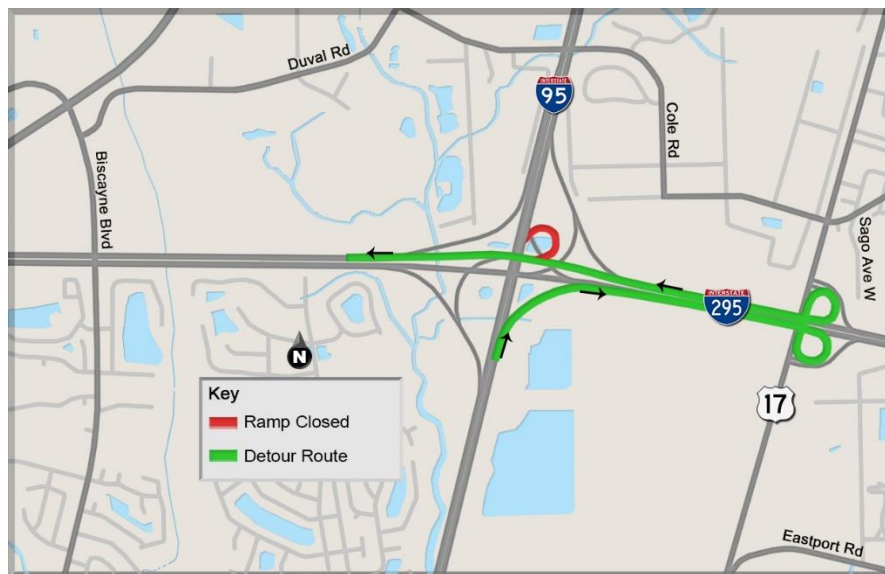 Duval Rd
INTERSTATE
95
Cole Rd
Biscayne Blvd
Sago Ave W
INTERSTATE
295
N
Key
Ramp Closed
Detour Route
17
Eastport Rd